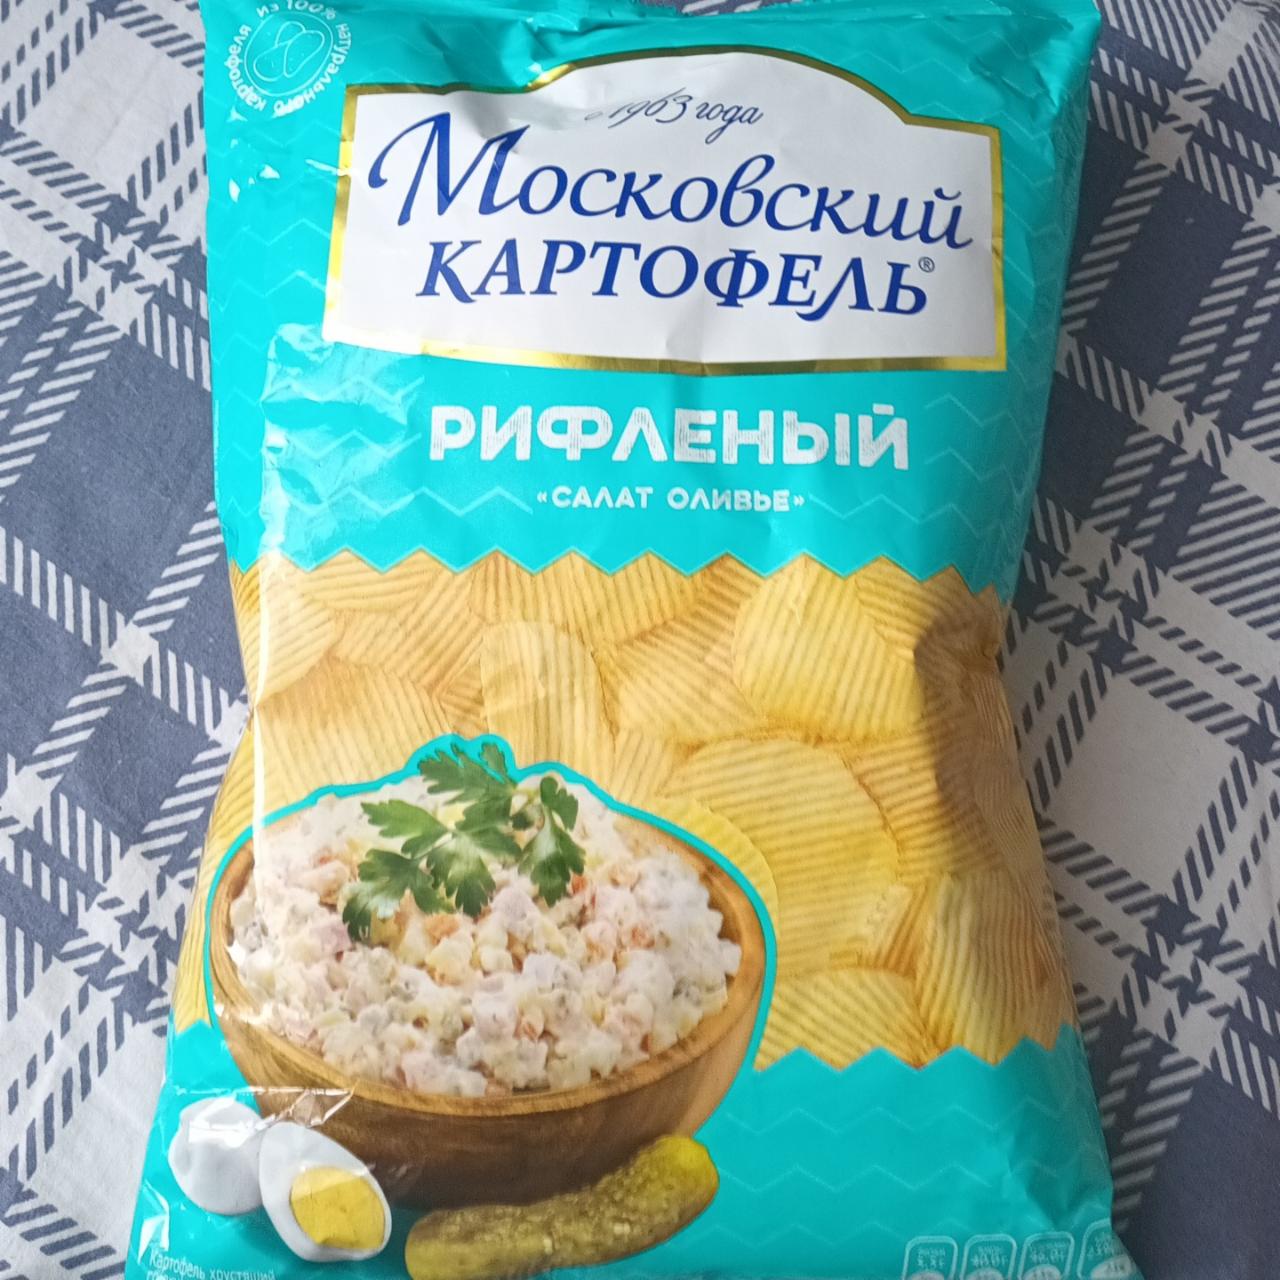 из 100% натурального картофеля
с 1963 года
Московский
КАРТОФЕЛЬ®
РИФЛЕНЫЙ
«САЛАТ ОЛИВЬЕ»
Картофель хрустящий